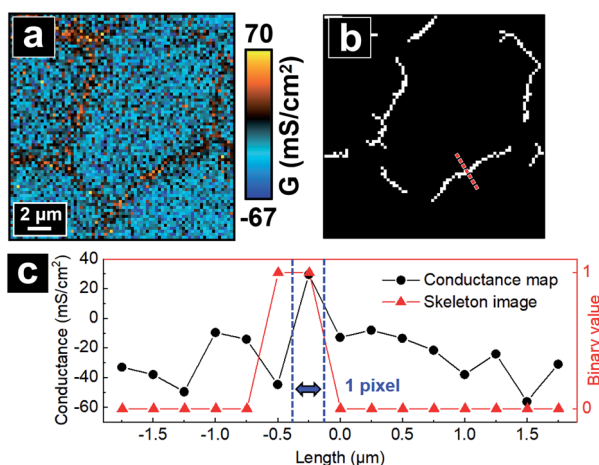 a
70
G (mS/cm²)
-67
2 µm
b
c
Conductance (mS/cm²)
40
20
0
-20
-40
-60
Conductance map
Skeleton image
1 pixel
1
0
Binary value
-1.5
-1.0
-0.5
0.0
0.5
1.0
1.5
Length (µm)